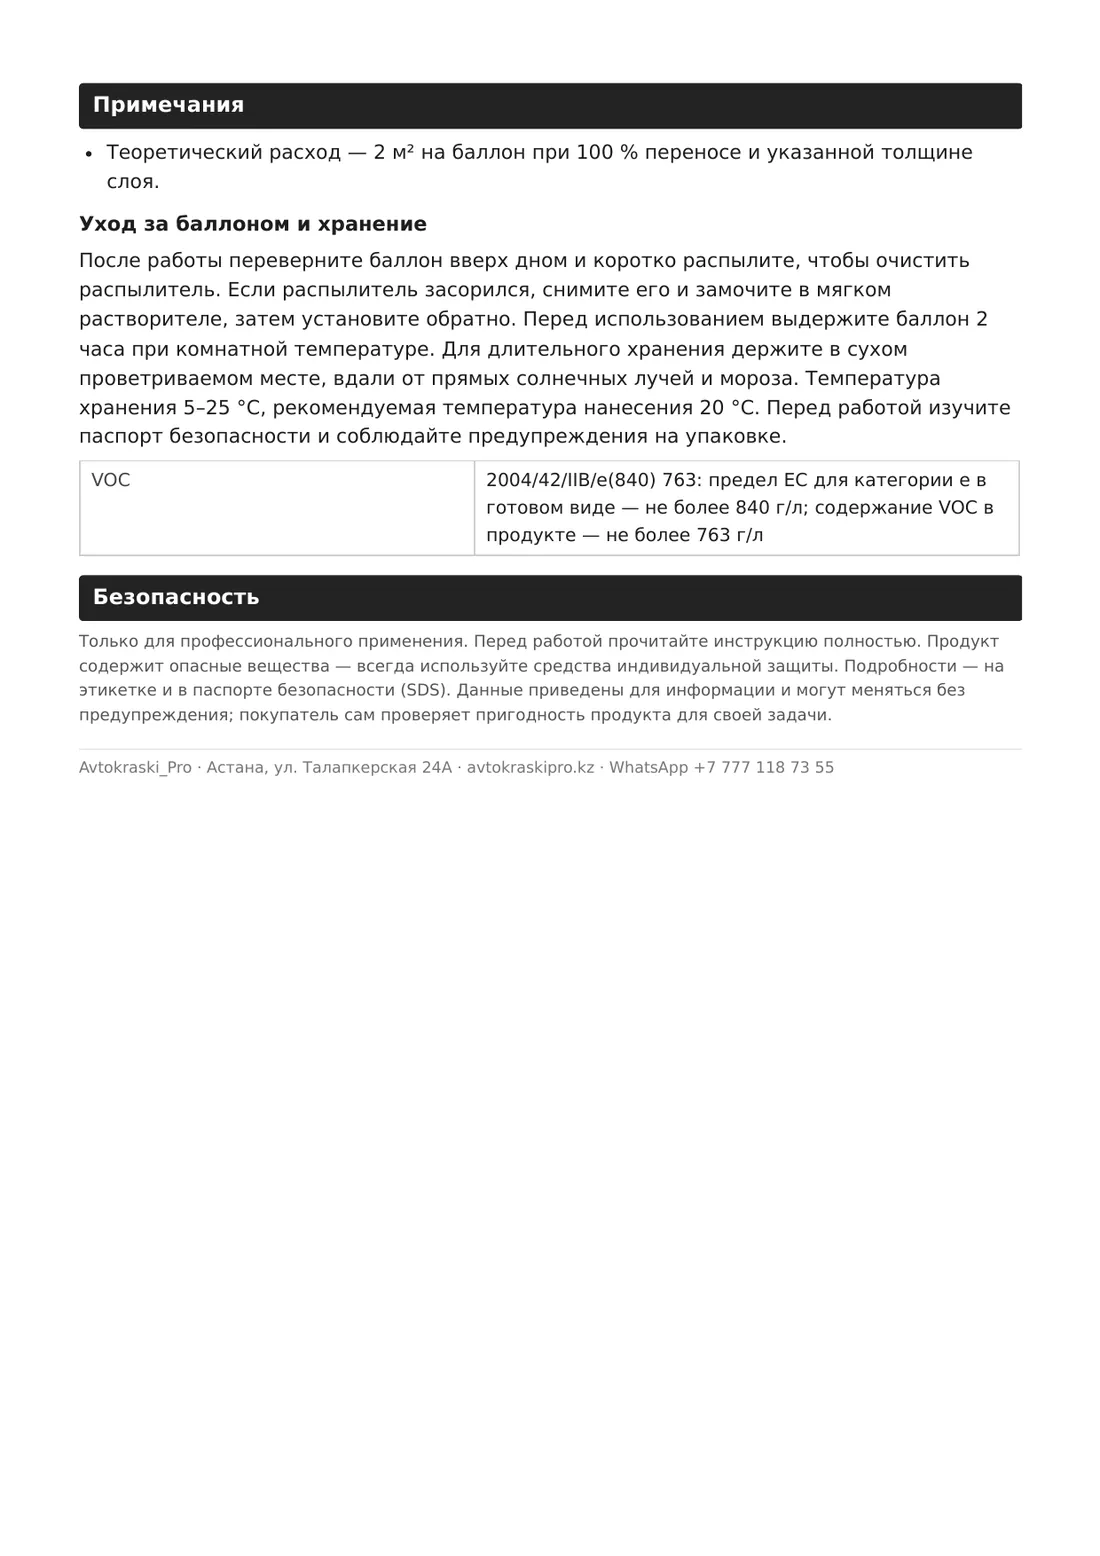 Примечания
• Теоретический расход — 2 м² на баллон при 100 % переносе и указанной толщине
слоя.
Уход за баллоном и хранение
После работы переверните баллон вверх дном и коротко распылите, чтобы очистить
распылитель. Если распылитель засорился, снимите его и замочите в мягком
растворителе, затем установите обратно. Перед использованием выдержите баллон 2
часа при комнатной температуре. Для длительного хранения держите в сухом
проветриваемом месте, вдали от прямых солнечных лучей и мороза. Температура
хранения 5–25 °C, рекомендуемая температура нанесения 20 °C. Перед работой изучите
паспорт безопасности и соблюдайте предупреждения на упаковке.
VOC
2004/42/IIB/e(840) 763: предел ЕС для категории e в
готовом виде — не более 840 г/л; содержание VOC в
продукте — не более 763 г/л
Безопасность
Только для профессионального применения. Перед работой прочитайте инструкцию полностью. Продукт
содержит опасные вещества — всегда используйте средства индивидуальной защиты. Подробности — на
этикетке и в паспорте безопасности (SDS). Данные приведены для информации и могут меняться без
предупреждения; покупатель сам проверяет пригодность продукта для своей задачи.
Avtokraski_Pro · Астана, ул. Талапкерская 24А · avtokraskipro.kz · WhatsApp +7 777 118 73 55